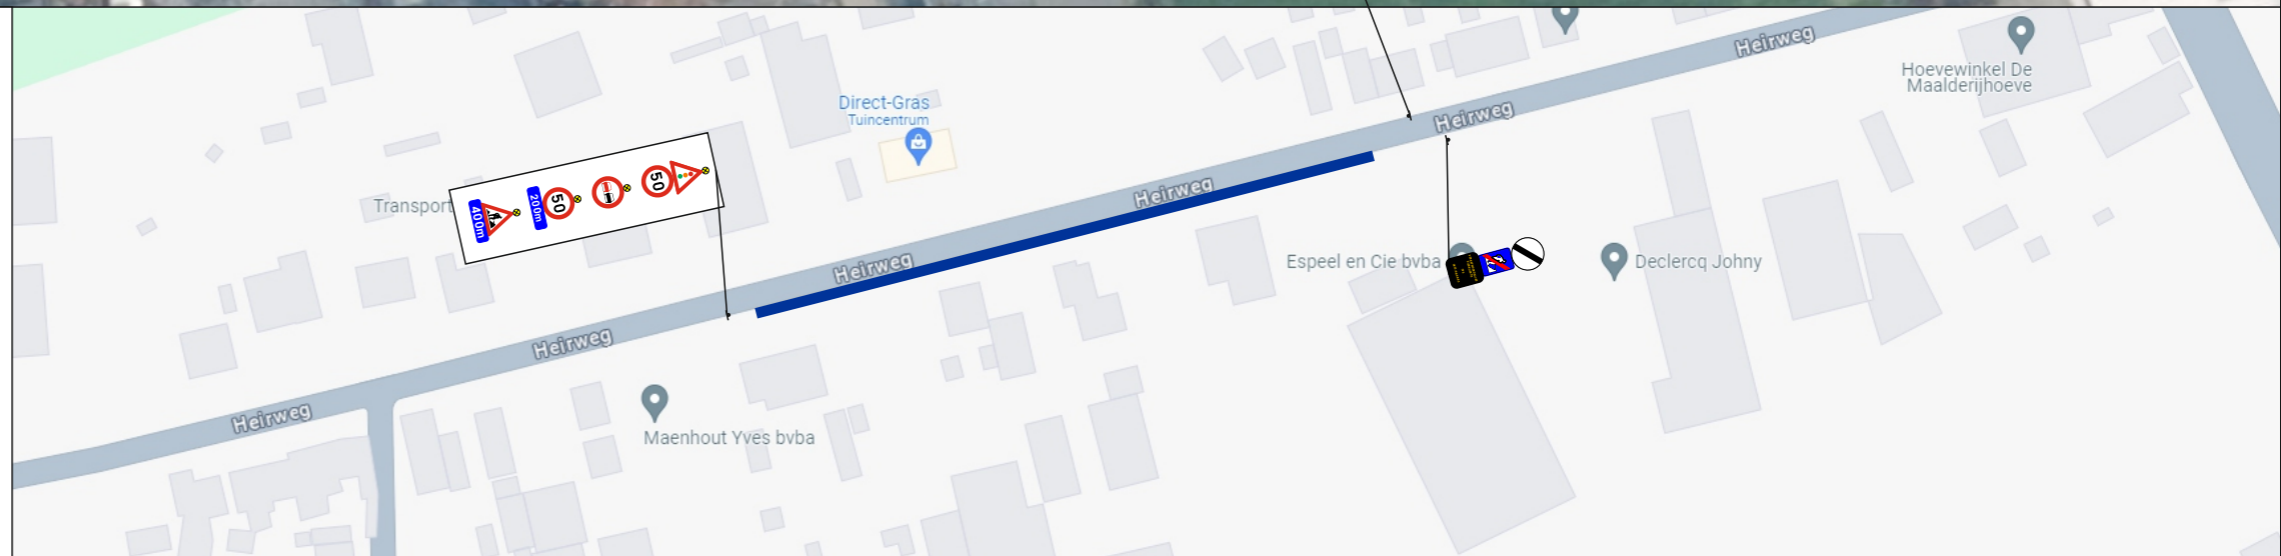 Heirweg
Hoevewinkel De
Maalderijhoeve
Direct-Gras
Tuincentrum
Heirweg
Heirweg
Transport
400m
200m
50
50
Heirweg
Espeel en Cie bvba
Declercq Johny
Heirweg
Heirweg
Maenhout Yves bvba